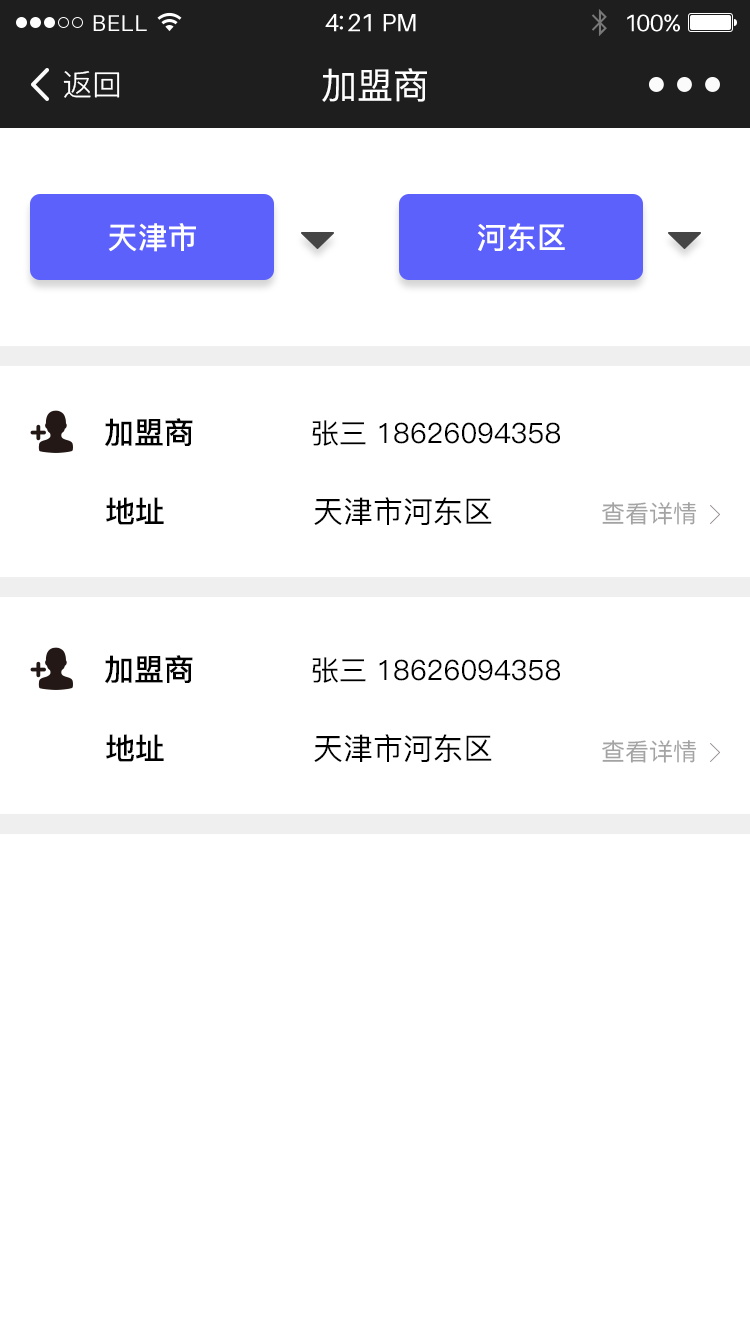 BELL 4:21 PM 100%
返回 加盟商
天津市 河东区
加盟商 张三 18626094358
地址 天津市河东区 查看详情
加盟商 张三 18626094358
地址 天津市河东区 查看详情